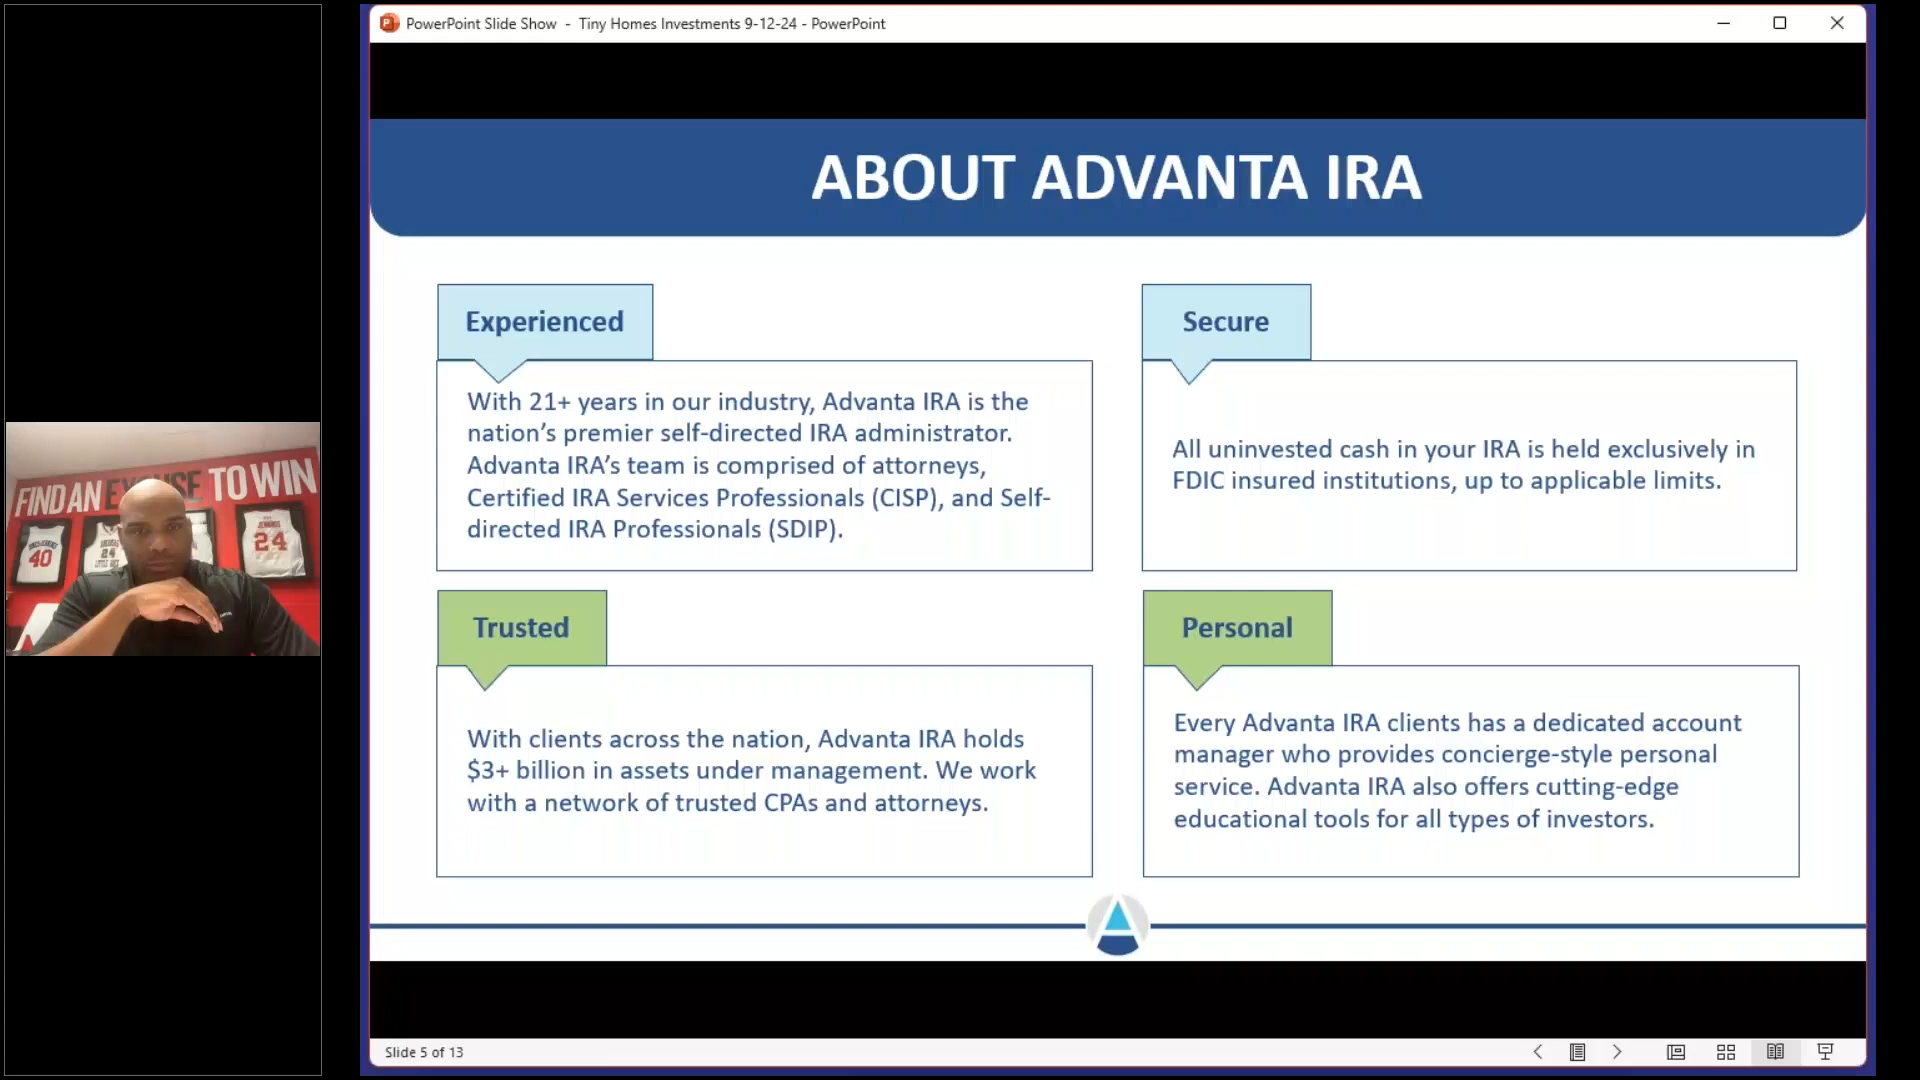 PowerPoint Slide Show - Tiny Homes Investments 9-12-24 - PowerPoint
ABOUT ADVANTA IRA
Experienced
With 21+ years in our industry, Advanta IRA is the
nation’s premier self-directed IRA administrator.
Advanta IRA’s team is comprised of attorneys,
Certified IRA Services Professionals (CISP), and Self-
directed IRA Professionals (SDIP).
Secure
All uninvested cash in your IRA is held exclusively in
FDIC insured institutions, up to applicable limits.
Trusted
With clients across the nation, Advanta IRA holds
$3+ billion in assets under management. We work
with a network of trusted CPAs and attorneys.
Personal
Every Advanta IRA clients has a dedicated account
manager who provides concierge-style personal
service. Advanta IRA also offers cutting-edge
educational tools for all types of investors.
FIND AN TO WIN
40
24
JENNINGS
24
Slide 5 of 13